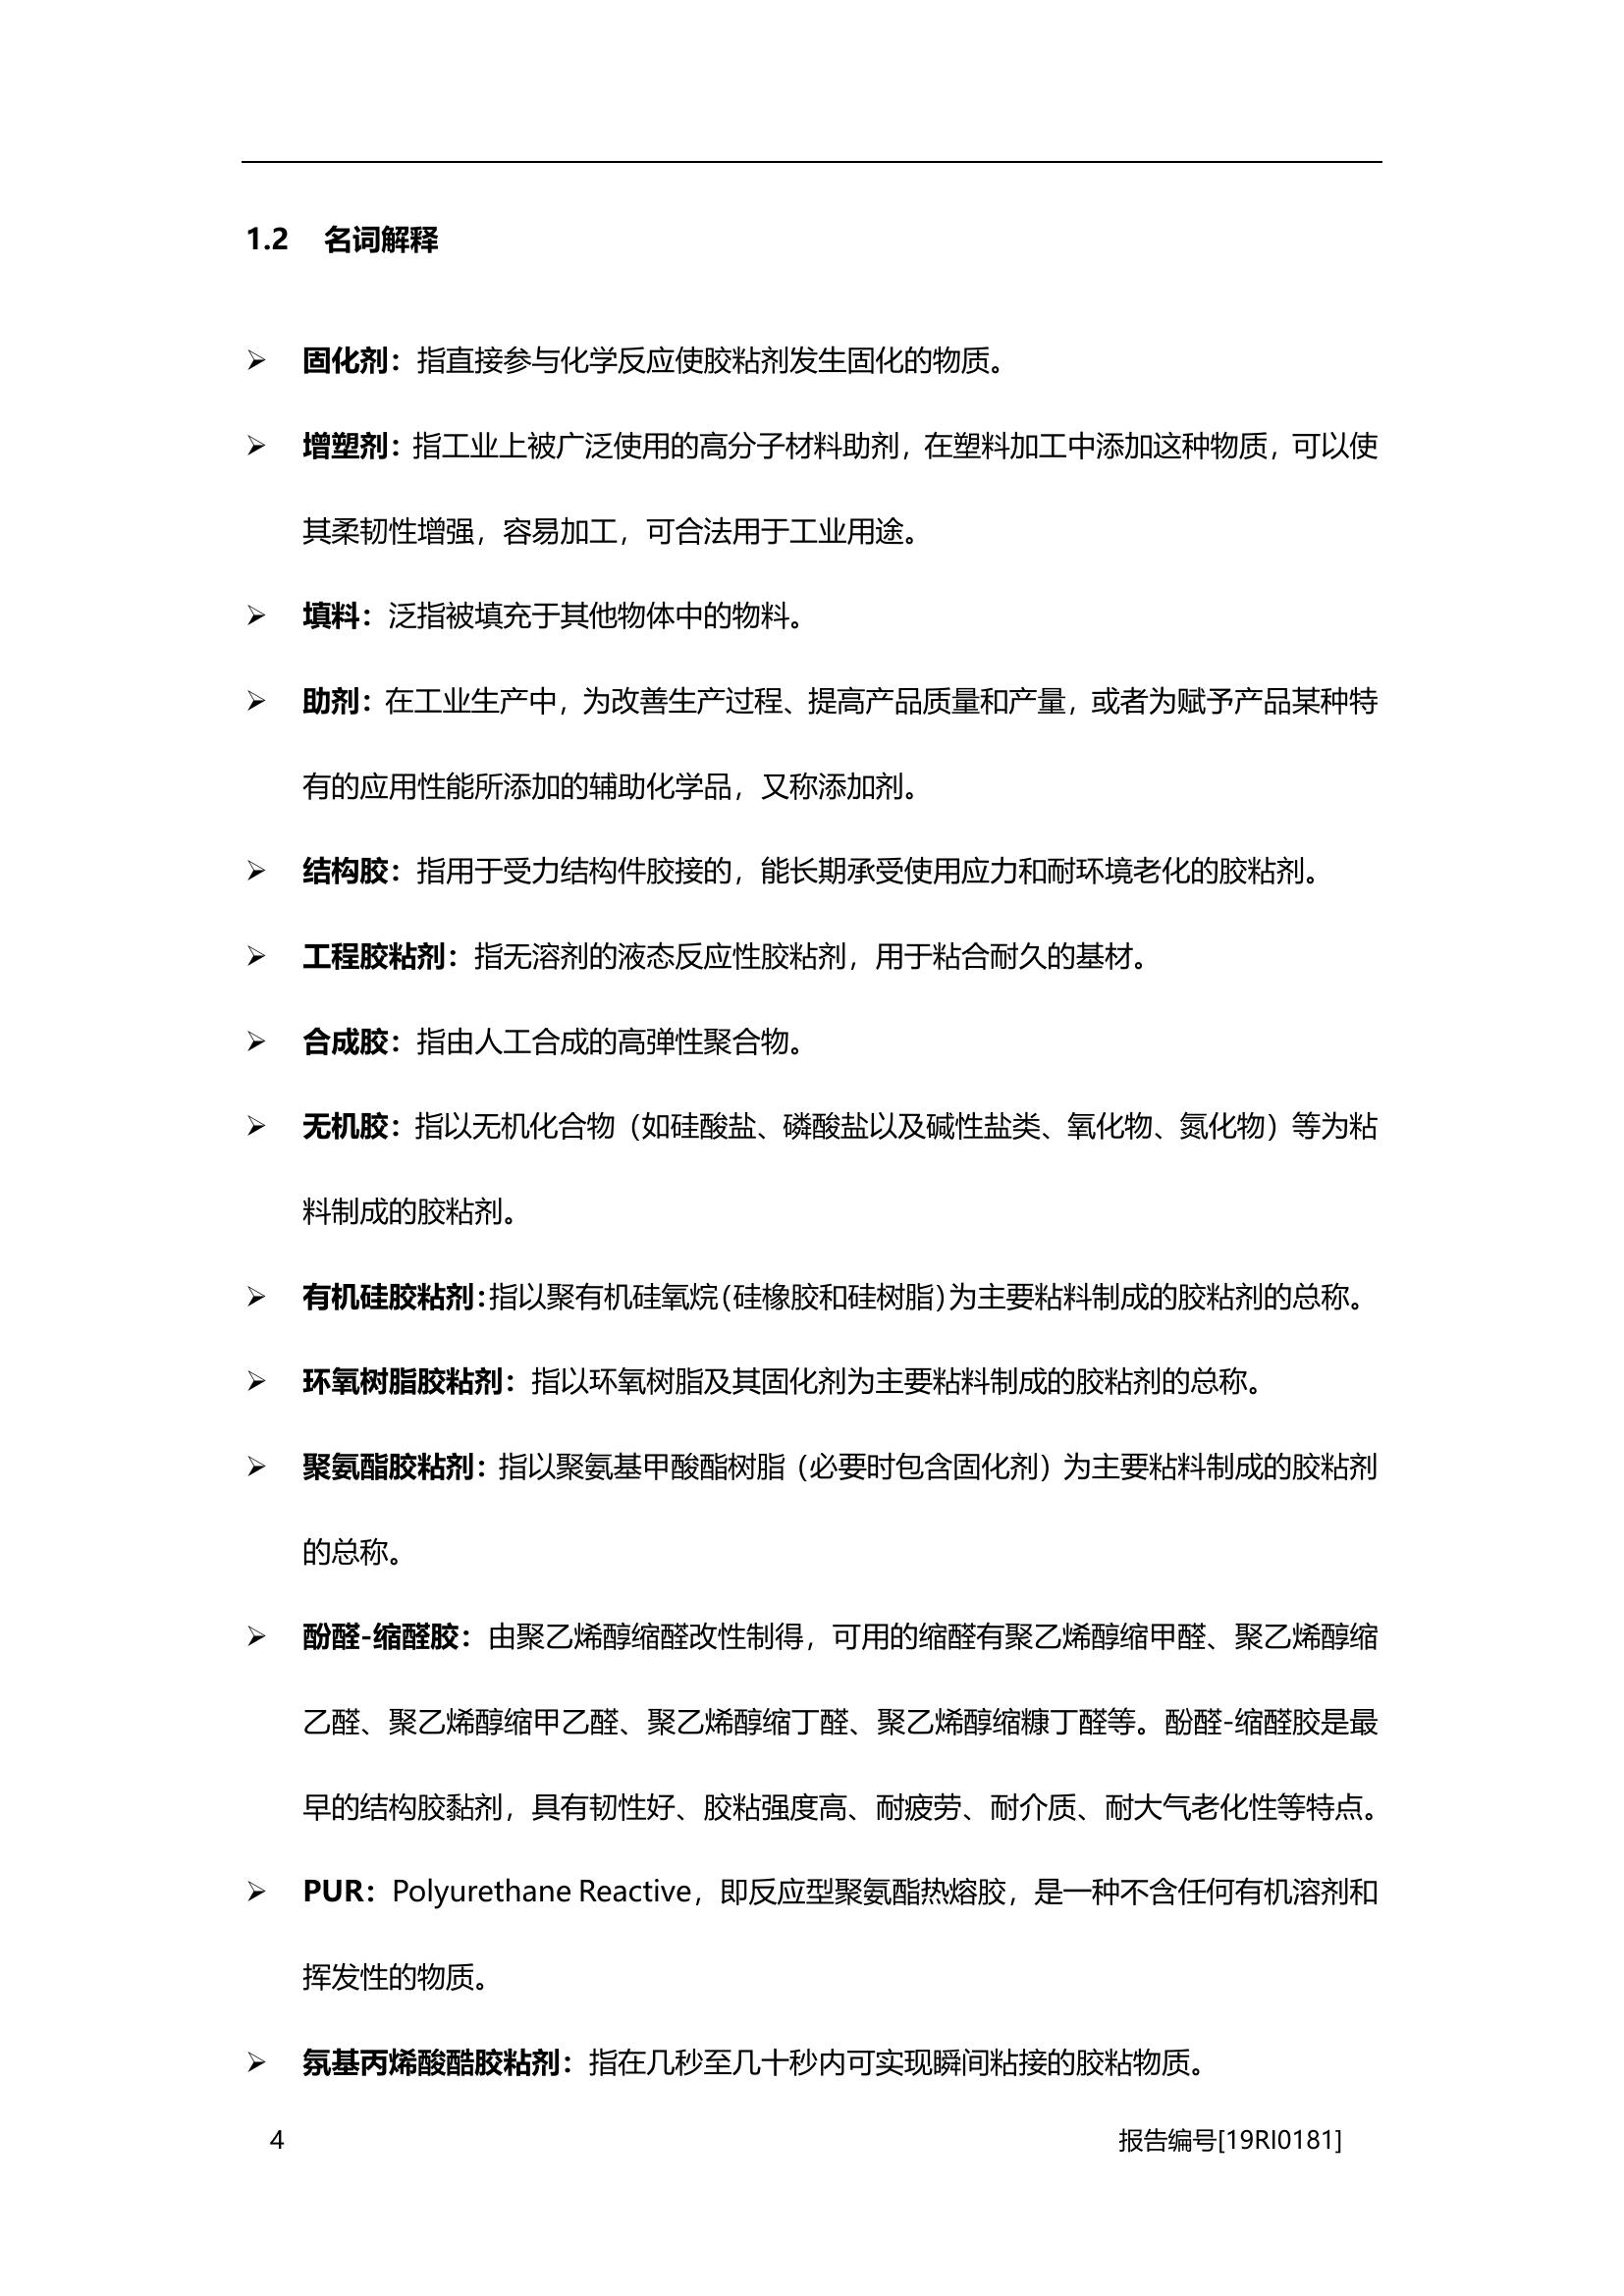 1.2 名词解释
➢ 固化剂：指直接参与化学反应使胶粘剂发生固化的物质。
➢ 增塑剂：指工业上被广泛使用的高分子材料助剂，在塑料加工中添加这种物质，可以使
其柔韧性增强，容易加工，可合法用于工业用途。
➢ 填料：泛指被填充于其他物体中的物料。
➢ 助剂：在工业生产中，为改善生产过程、提高产品质量和产量，或者为赋予产品某种特
有的应用性能所添加的辅助化学品，又称添加剂。
➢ 结构胶：指用于受力结构件胶接的，能长期承受使用应力和耐环境老化的胶粘剂。
➢ 工程胶粘剂：指无溶剂的液态反应性胶粘剂，用于粘合耐久的基材。
➢ 合成胶：指由人工合成的高弹性聚合物。
➢ 无机胶：指以无机化合物（如硅酸盐、磷酸盐以及碱性盐类、氧化物、氮化物）等为粘
料制成的胶粘剂。
➢ 有机硅胶粘剂：指以聚有机硅氧烷（硅橡胶和硅树脂）为主要粘料制成的胶粘剂的总称。
➢ 环氧树脂胶粘剂：指以环氧树脂及其固化剂为主要粘料制成的胶粘剂的总称。
➢ 聚氨酯胶粘剂：指以聚氨基甲酸酯树脂（必要时包含固化剂）为主要粘料制成的胶粘剂
的总称。
➢ 酚醛-缩醛胶：由聚乙烯醇缩醛改性制得，可用的缩醛有聚乙烯醇缩甲醛、聚乙烯醇缩
乙醛、聚乙烯醇缩甲乙醛、聚乙烯醇缩丁醛、聚乙烯醇缩糠丁醛等。酚醛-缩醛胶是最
早的结构胶黏剂，具有韧性好、胶粘强度高、耐疲劳、耐介质、耐大气老化性等特点。
➢ PUR：Polyurethane Reactive，即反应型聚氨酯热熔胶，是一种不含任何有机溶剂和
挥发性的物质。
➢ 氛基丙烯酸酷胶粘剂：指在几秒至几十秒内可实现瞬间粘接的胶粘物质。
4 报告编号[19RI0181]